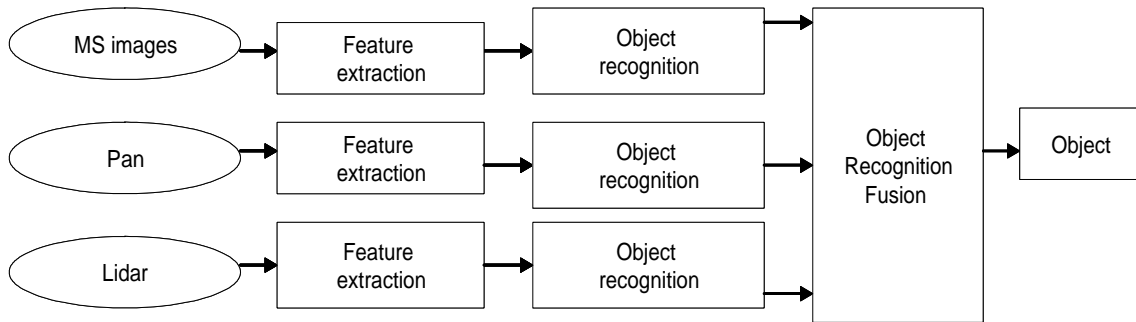 MS images
Feature
extraction
Object
recognition
Pan
Feature
extraction
Object
recognition
Lidar
Feature
extraction
Object
recognition
Object
Recognition
Fusion
Object